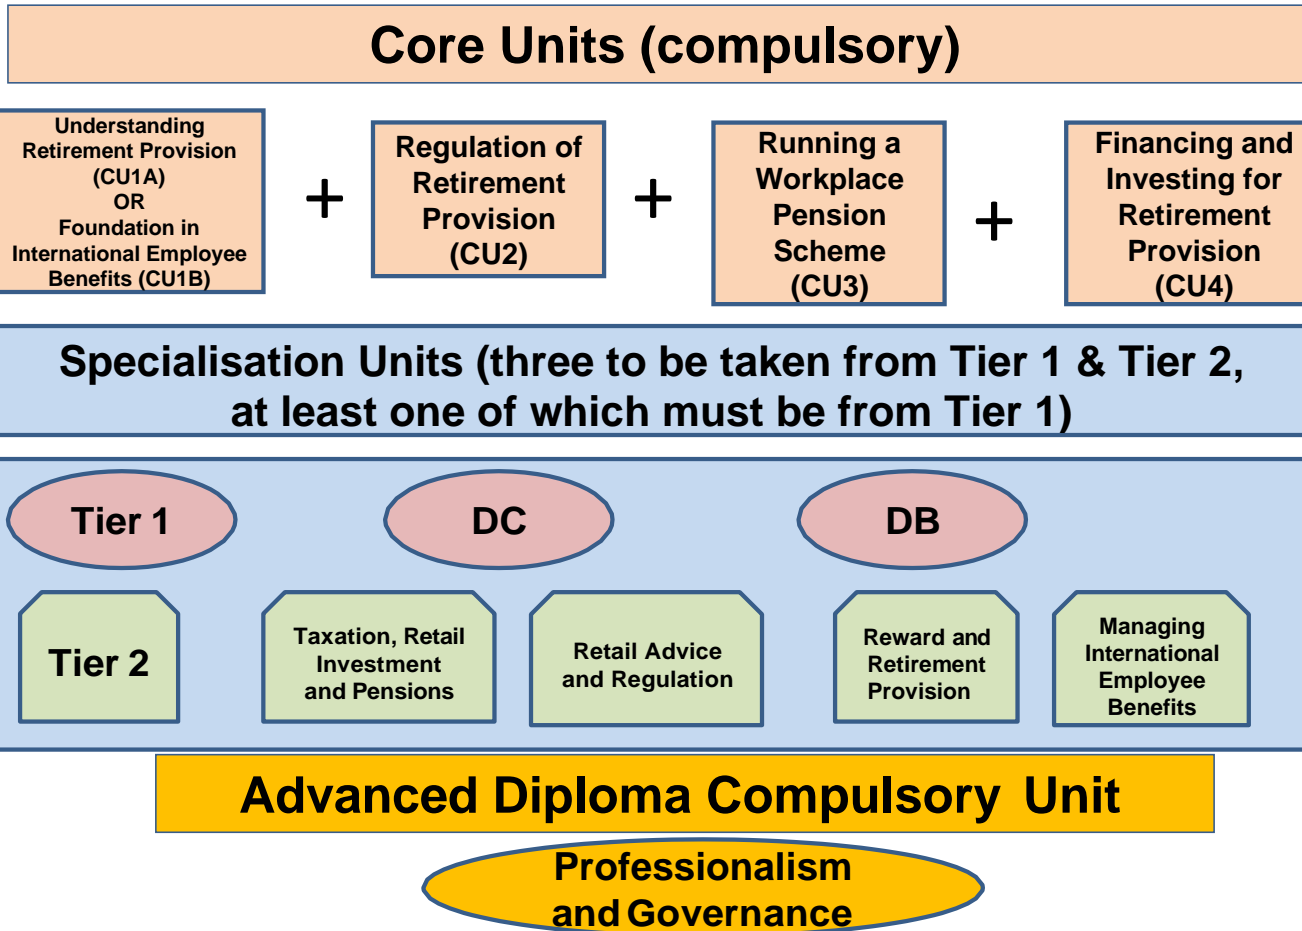 Core Units (compulsory)
Understanding
Retirement Provision
(CU1A)
OR
Foundation in
International Employee
Benefits (CU1B)
+
Regulation of
Retirement
Provision
(CU2)
+
Running a
Workplace
Pension
Scheme
(CU3)
+
Financing and
Investing for
Retirement
Provision
(CU4)
Specialisation Units (three to be taken from Tier 1 & Tier 2,
at least one of which must be from Tier 1)
Tier 1
DC
DB
Tier 2
Taxation, Retail
Investment
and Pensions
Retail Advice
and Regulation
Reward and
Retirement
Provision
Managing
International
Employee
Benefits
Advanced Diploma Compulsory Unit
Professionalism
and Governance